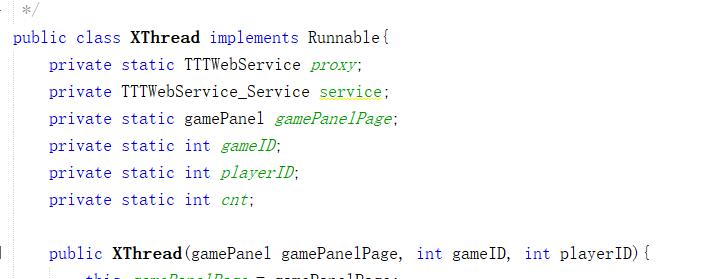 */
public class XThread implements Runnable{
private static TTTWebService proxy;
private TTTWebService_Service service;
private static gamePanel gamePanelPage;
private static int gameID;
private static int playerID;
private static int cnt;
public XThread(gamePanel gamePanelPage, int gameID, int playerID){
this.gamePanelPage = gamePanelPage;